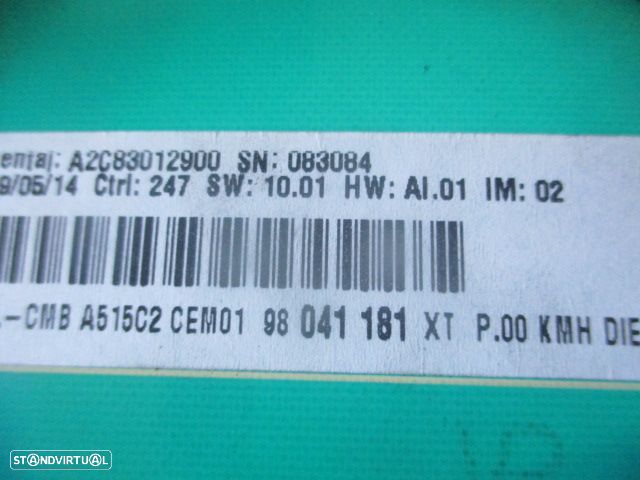 ental: A2C83012900 SN: 083084
9/05/14 Ctrl: 247 SW: 10.01 HW: AI.01 IM: 02
.-CMB A515C2 CEM01 98 041 181 XT P.00 KMH DIE
STANDVIRTUAL